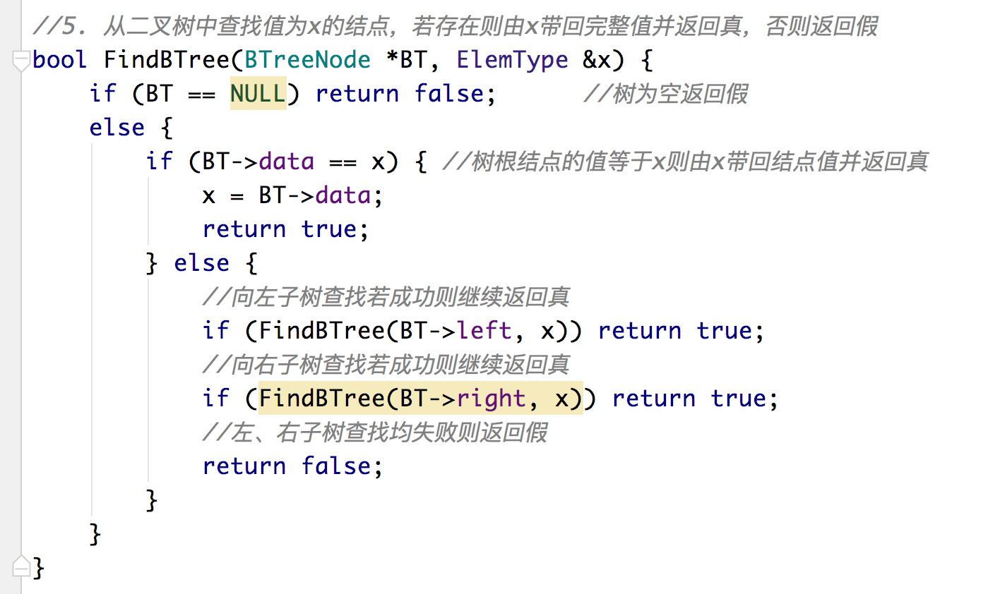 //5. 从二叉树中查找值为x的结点，若存在则由x带回完整值并返回真，否则返回假
bool FindBTree(BTreeNode *BT, ElemType &x) {
    if (BT == NULL) return false;      //树为空返回假
    else {
        if (BT->data == x) { //树根结点的值等于x则由x带回结点值并返回真
            x = BT->data;
            return true;
        } else {
            //向左子树查找若成功则继续返回真
            if (FindBTree(BT->left, x)) return true;
            //向右子树查找若成功则继续返回真
            if (FindBTree(BT->right, x)) return true;
            //左、右子树查找均失败则返回假
            return false;
        }
    }
}